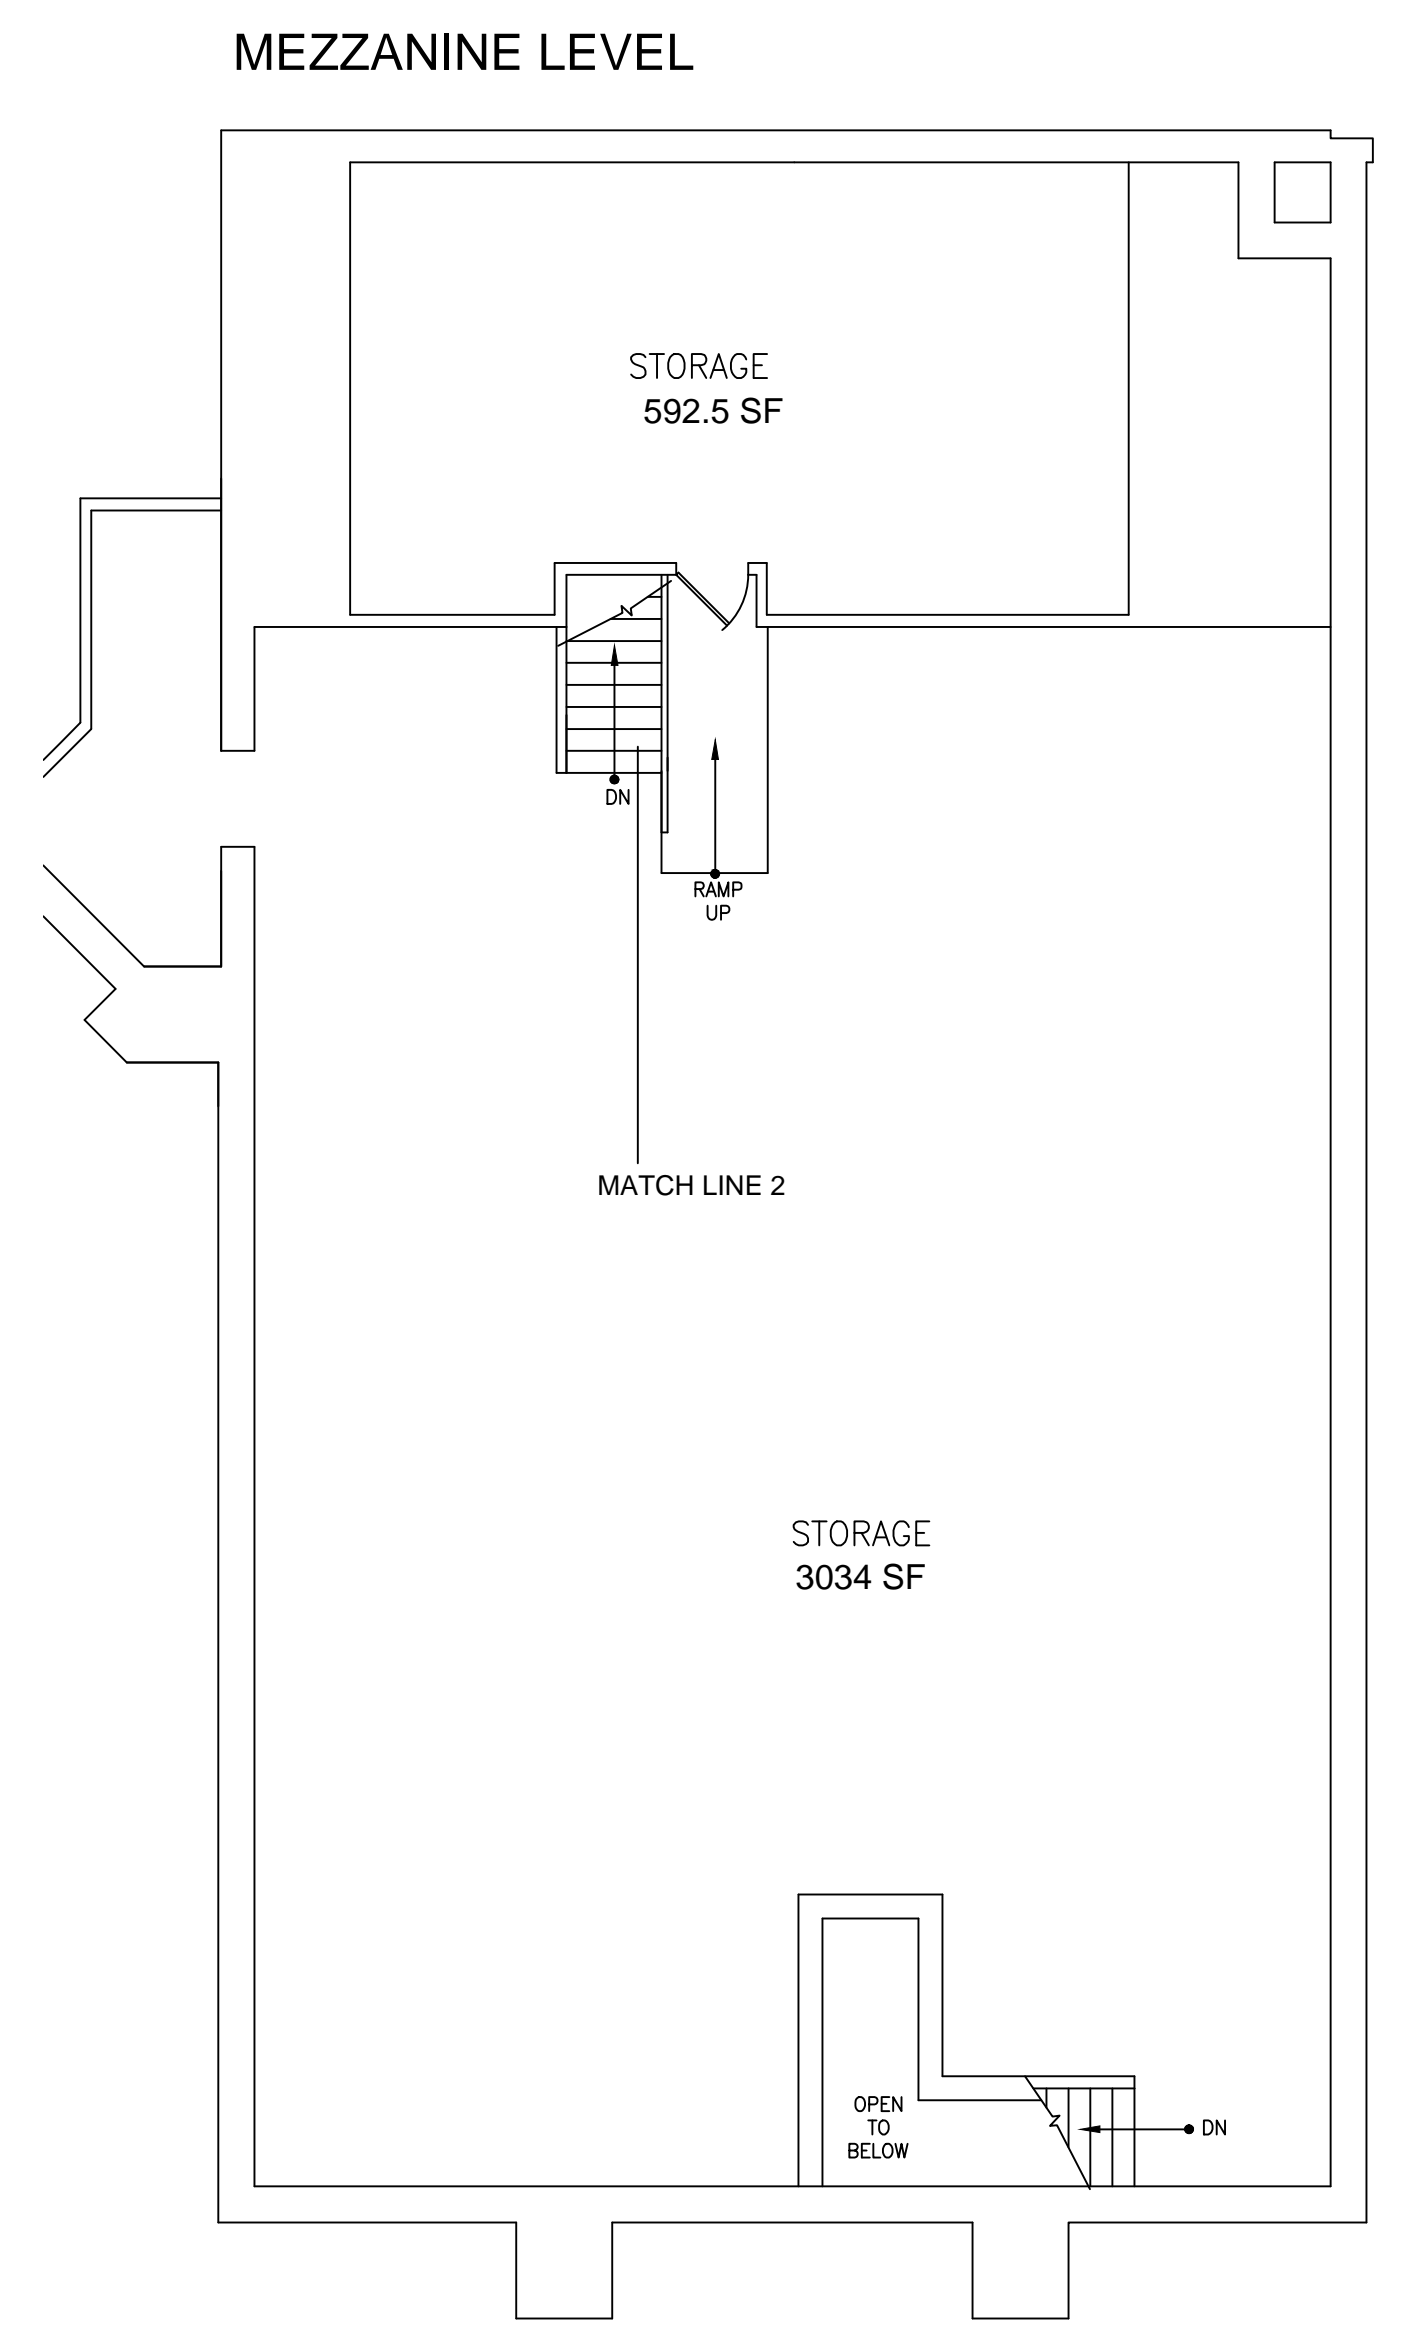 MEZZANINE LEVEL
STORAGE
592.5 SF
DN
RAMP
UP
MATCH LINE 2
STORAGE
3034 SF
OPEN
TO
BELOW
DN